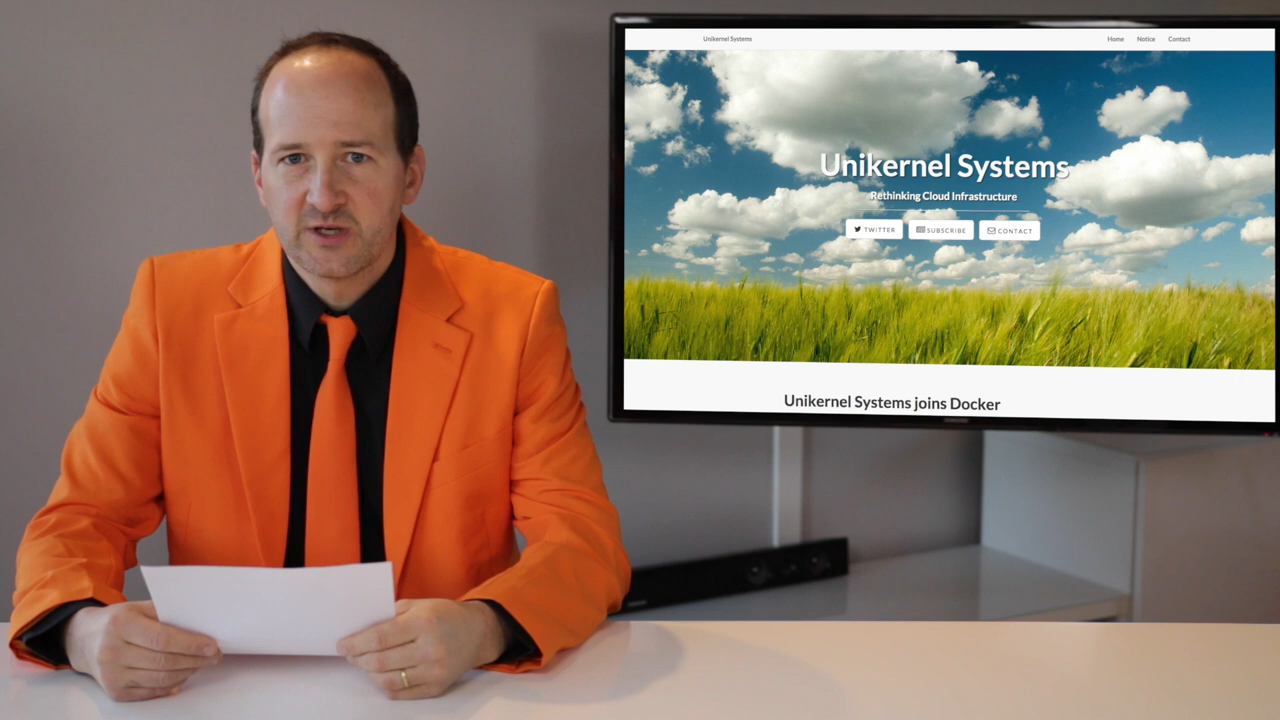 Unikernel Systems
Home Notice Contact
Unikernel Systems
Rethinking Cloud Infrastructure
TWITTER SUBSCRIBE CONTACT
Unikernel Systems joins Docker